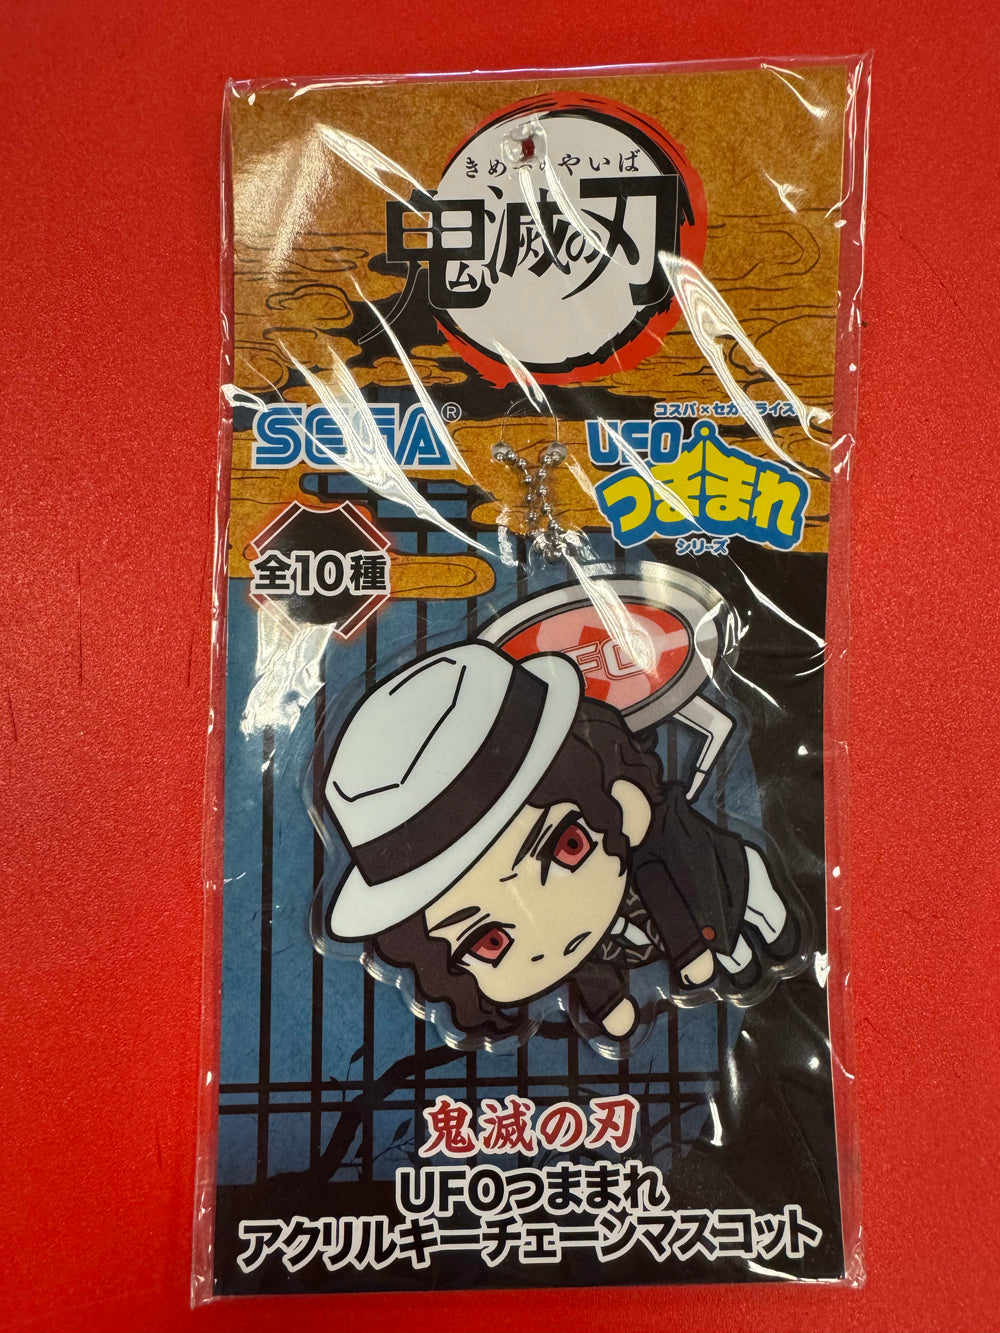 きめつのやいば
鬼滅の刃
SEGA®
コスパ×セガプライズ
UFO
つままれ
シリーズ
全10種
UFO
鬼滅の刃
UFOつままれ
アクリルキーチェーンマスコット